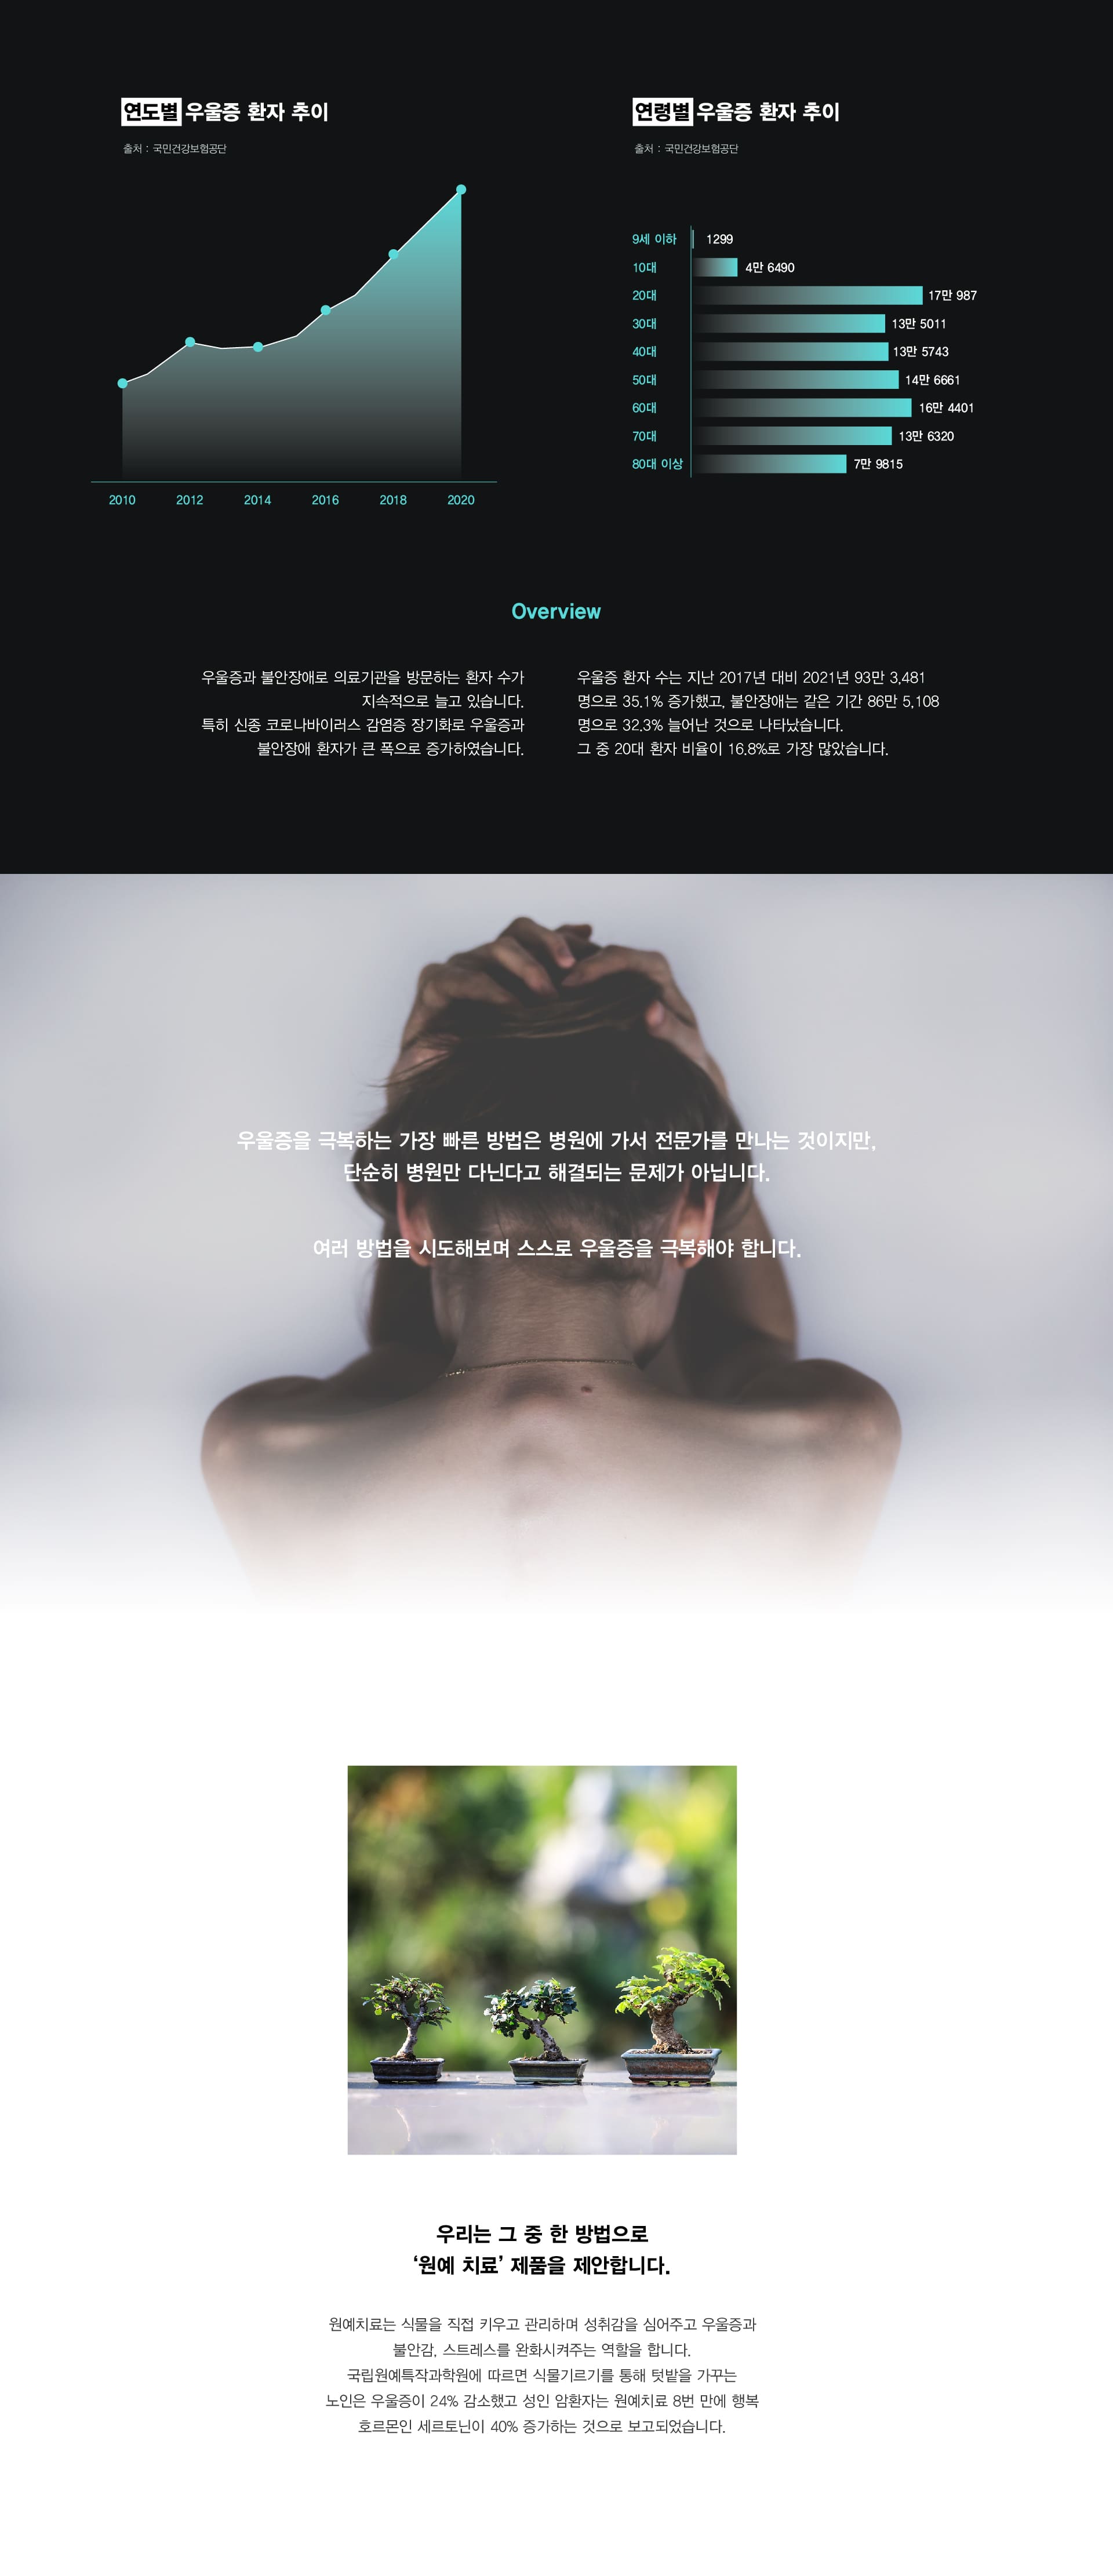 연도별 우울증 환자 추이
출처 : 국민건강보험공단
2010
2012
2014
2016
2018
2020
연령별 우울증 환자 추이
출처 : 국민건강보험공단
9세 이하 1299
10대 4만 6490
20대 17만 987
30대 13만 5011
40대 13만 5743
50대 14만 6661
60대 16만 4401
70대 13만 6320
80대 이상 7만 9815
Overview
우울증과 불안장애로 의료기관을 방문하는 환자 수가
지속적으로 늘고 있습니다.
특히 신종 코로나바이러스 감염증 장기화로 우울증과
불안장애 환자가 큰 폭으로 증가하였습니다.
우울증 환자 수는 지난 2017년 대비 2021년 93만 3,481
명으로 35.1% 증가했고, 불안장애는 같은 기간 86만 5,108
명으로 32.3% 늘어난 것으로 나타났습니다.
그 중 20대 환자 비율이 16.8%로 가장 많았습니다.
우울증을 극복하는 가장 빠른 방법은 병원에 가서 전문가를 만나는 것이지만,
단순히 병원만 다닌다고 해결되는 문제가 아닙니다.
여러 방법을 시도해보며 스스로 우울증을 극복해야 합니다.
우리는 그 중 한 방법으로
‘원예 치료’ 제품을 제안합니다.
원예치료는 식물을 직접 키우고 관리하며 성취감을 심어주고 우울증과
불안감, 스트레스를 완화시켜주는 역할을 합니다.
국립원예특작과학원에 따르면 식물기르기를 통해 텃밭을 가꾸는
노인은 우울증이 24% 감소했고 성인 암환자는 원예치료 8번 만에 행복
호르몬인 세르토닌이 40% 증가하는 것으로 보고되었습니다.